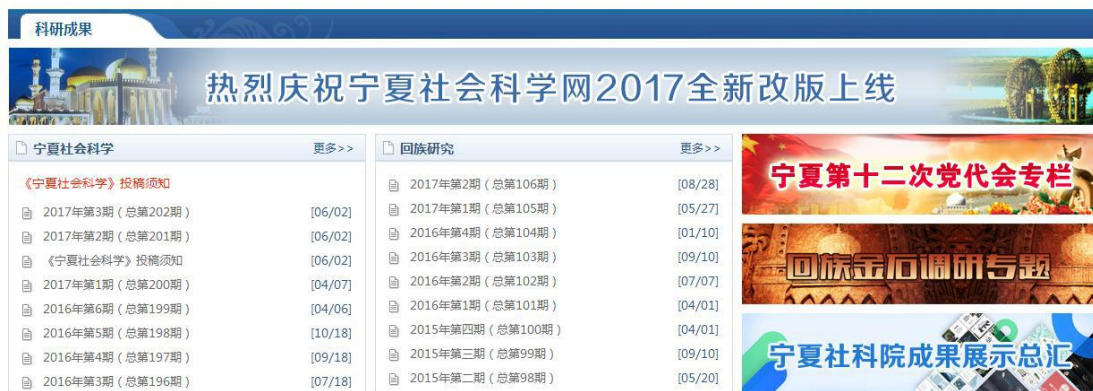 科研成果
热烈庆祝宁夏社会科学网2017全新改版上线
宁夏社会科学 更多>>
《宁夏社会科学》投稿须知
2017年第3期（总第202期） [06/02]
2017年第2期（总第201期） [06/02]
《宁夏社会科学》投稿须知 [06/02]
2017年第1期（总第200期） [04/07]
2016年第6期（总第199期） [04/06]
2016年第5期（总第198期） [10/18]
2016年第4期（总第197期） [09/18]
2016年第3期（总第196期） [07/18]
回族研究 更多>>
2017年第2期（总第106期） [08/28]
2017年第1期（总第105期） [05/27]
2016年第4期（总第104期） [01/10]
2016年第3期（总第103期） [09/10]
2016年第2期（总第102期） [07/07]
2016年第1期（总第101期） [04/01]
2015年第四期（总第100期） [04/01]
2015年第三期（总第99期） [09/10]
2015年第二期（总第98期） [05/20]
宁夏第十二次党代会专栏
回族金石调研专题
宁夏社科院成果展示总汇